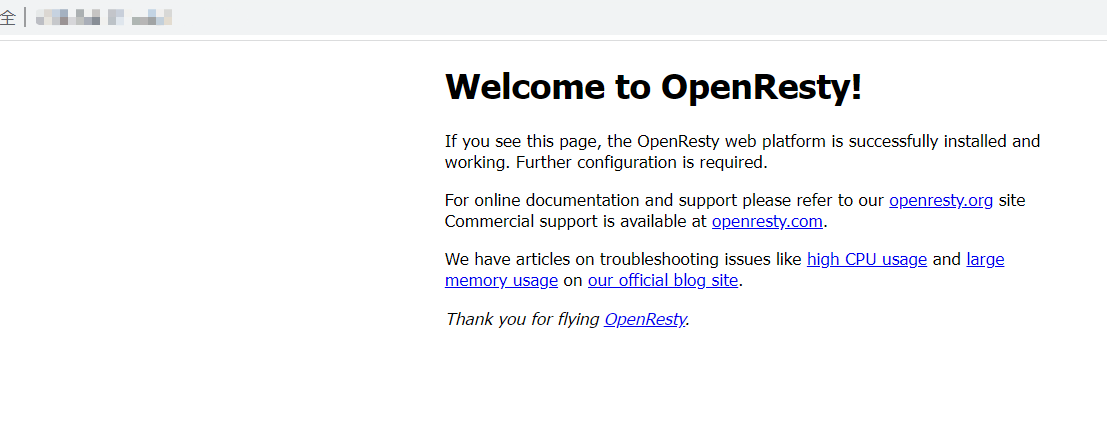 全
Welcome to OpenResty!
If you see this page, the OpenResty web platform is successfully installed and
working. Further configuration is required.
For online documentation and support please refer to our openresty.org site
Commercial support is available at openresty.com.
We have articles on troubleshooting issues like high CPU usage and large
memory usage on our official blog site.
Thank you for flying OpenResty.